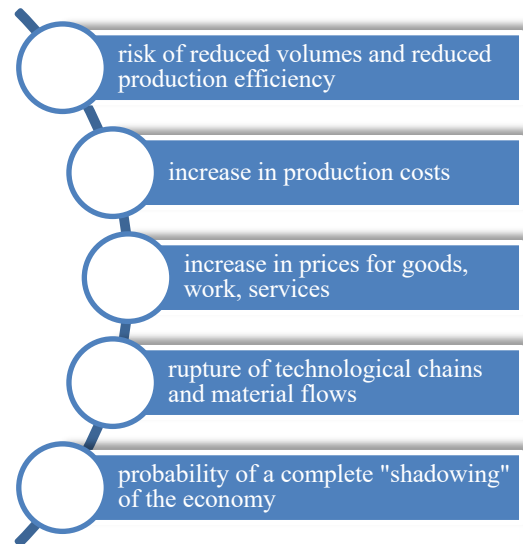 risk of reduced volumes and reduced
production efficiency
increase in production costs
increase in prices for goods,
work, services
rupture of technological chains
and material flows
probability of a complete "shadowing"
of the economy